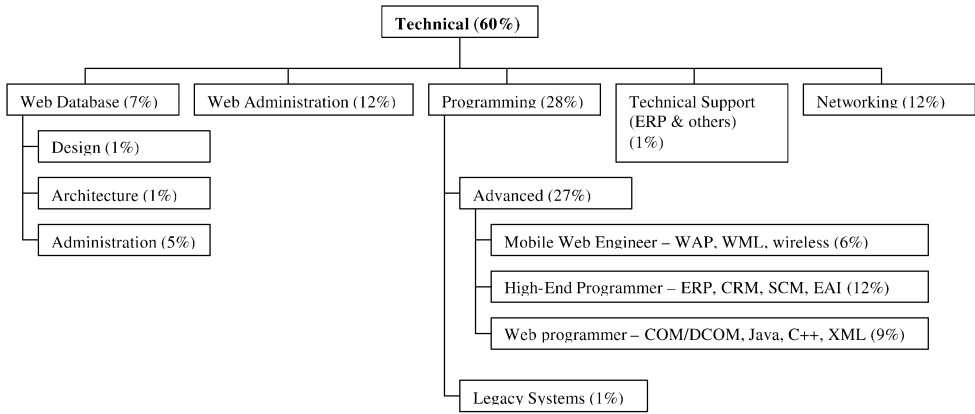 Technical (60%)
Web Database (7%)
Web Administration (12%)
Programming (28%)
Technical Support
(ERP & others)
(1%)
Networking (12%)
Design (1%)
Architecture (1%)
Administration (5%)
Advanced (27%)
Mobile Web Engineer – WAP, WML, wireless (6%)
High-End Programmer – ERP, CRM, SCM, EAI (12%)
Web programmer – COM/DCOM, Java, C++, XML (9%)
Legacy Systems (1%)